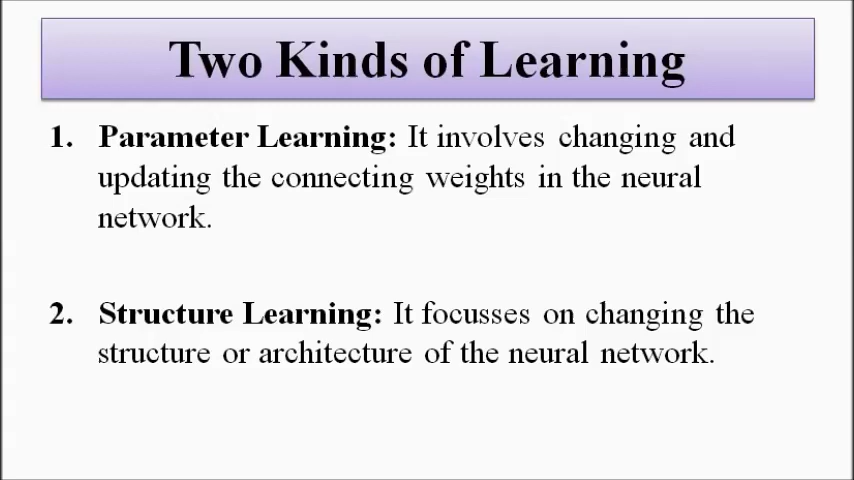 Two Kinds of Learning
1. Parameter Learning: It involves changing and
updating the connecting weights in the neural
network.
2. Structure Learning: It focusses on changing the
structure or architecture of the neural network.